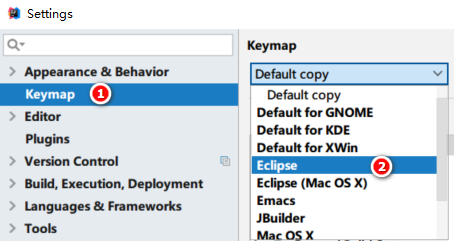 Settings
Appearance & Behavior
Keymap 1
Editor
Plugins
Version Control
Build, Execution, Deployment
Languages & Frameworks
Tools
Keymap
Default copy
Default copy
Default for GNOME
Default for KDE
Default for XWin
Eclipse 2
Eclipse (Mac OS X)
Emacs
JBuilder
Mac OS X